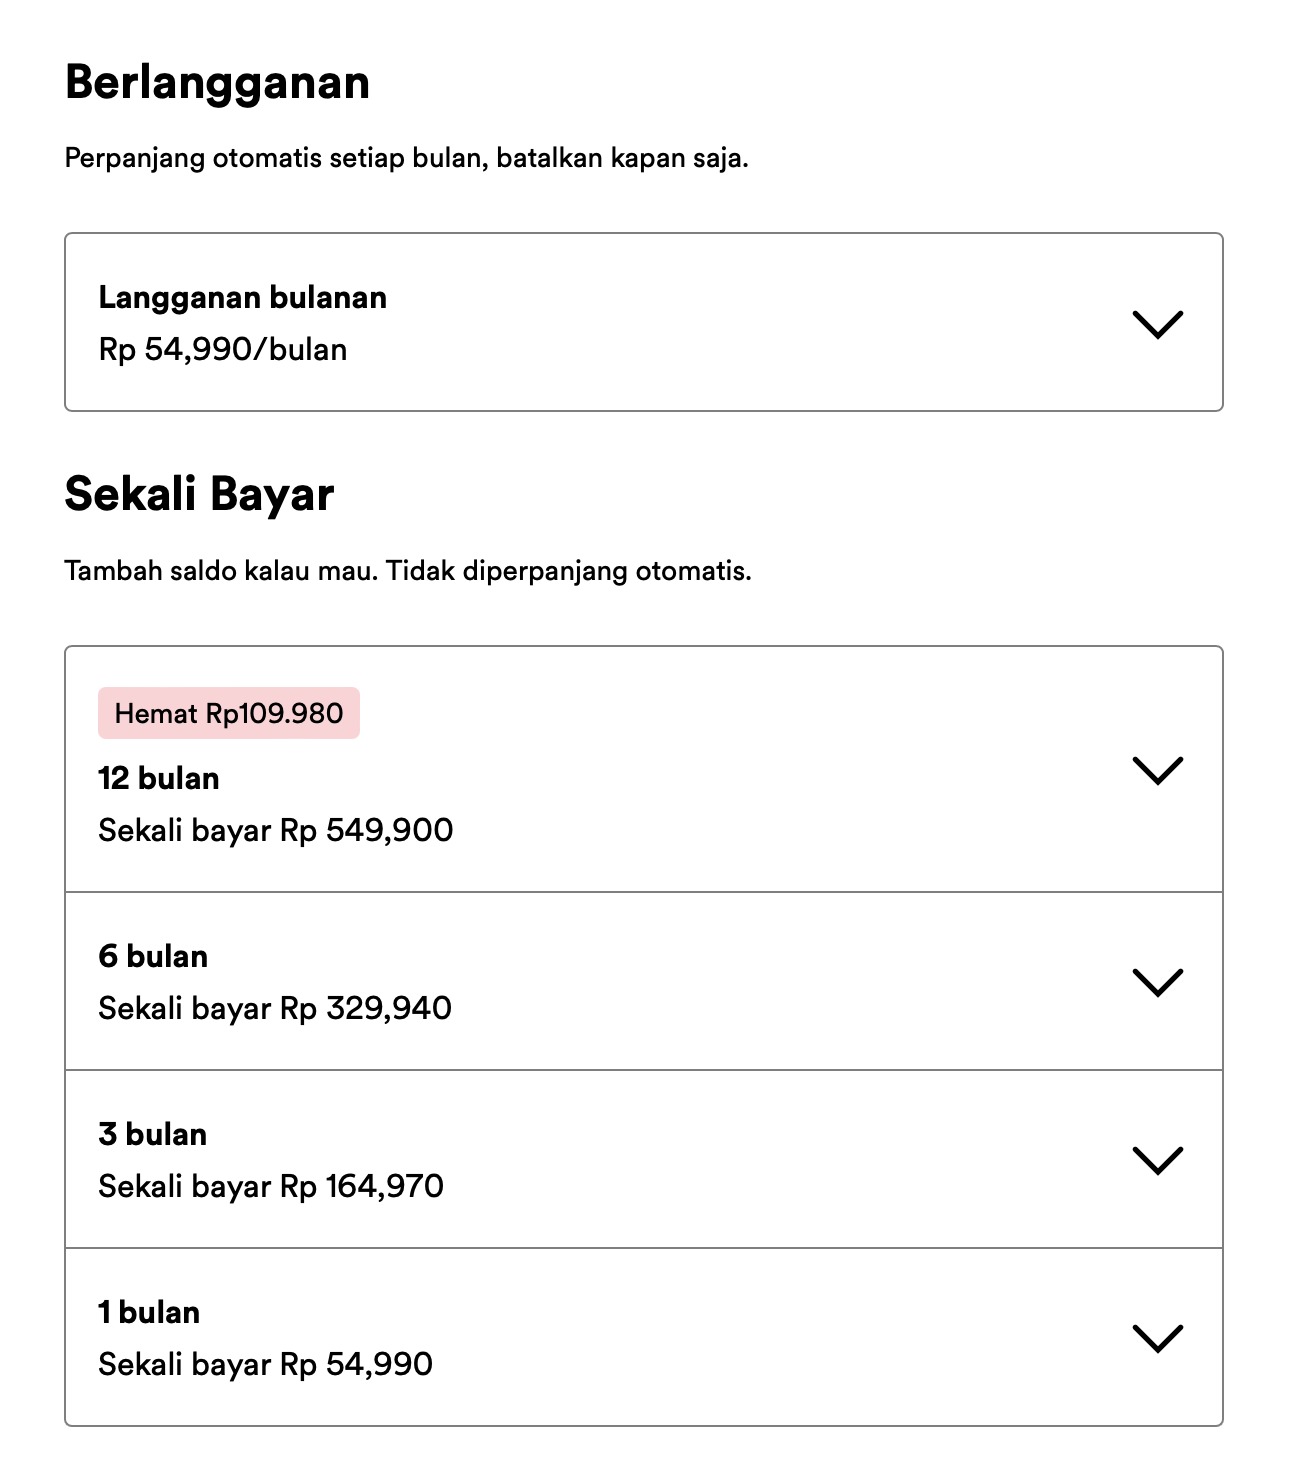 Berlangganan
Perpanjang otomatis setiap bulan, batalkan kapan saja.
Langganan bulanan
Rp 54,990/bulan
Sekali Bayar
Tambah saldo kalau mau. Tidak diperpanjang otomatis.
Hemat Rp109.980
12 bulan
Sekali bayar Rp 549,900
6 bulan
Sekali bayar Rp 329,940
3 bulan
Sekali bayar Rp 164,970
1 bulan
Sekali bayar Rp 54,990